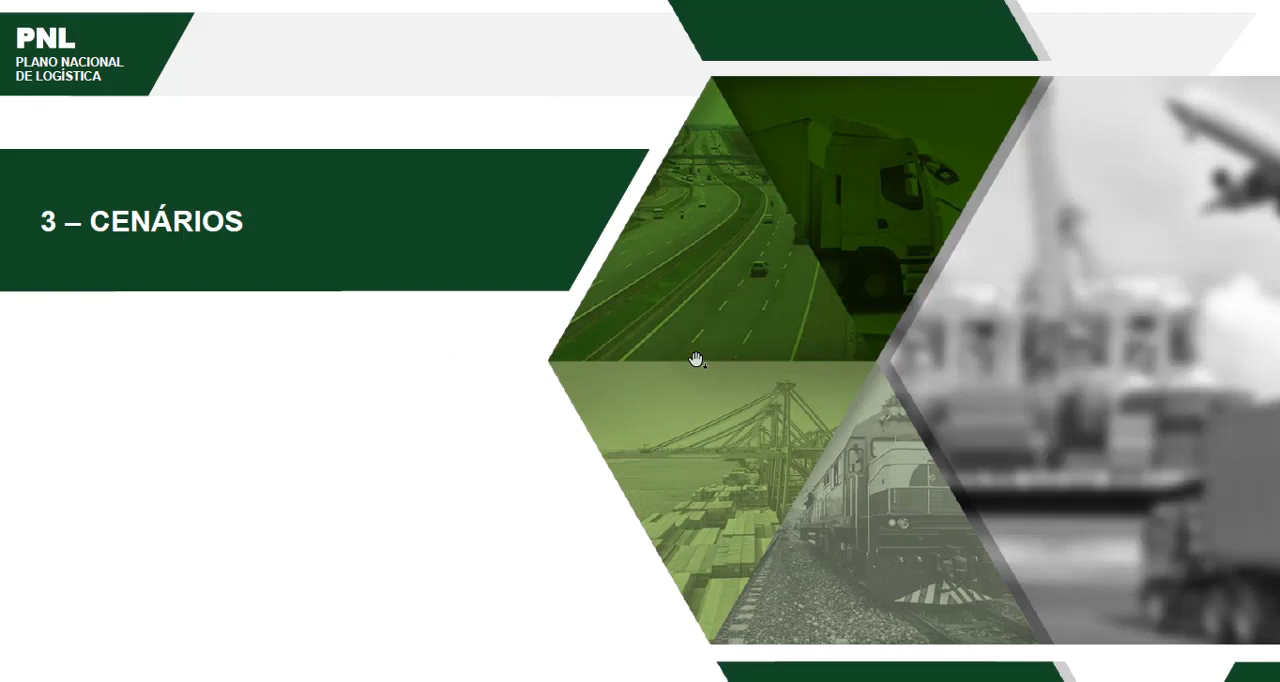 PNL
PLANO NACIONAL
DE LOGÍSTICA
3 – CENÁRIOS